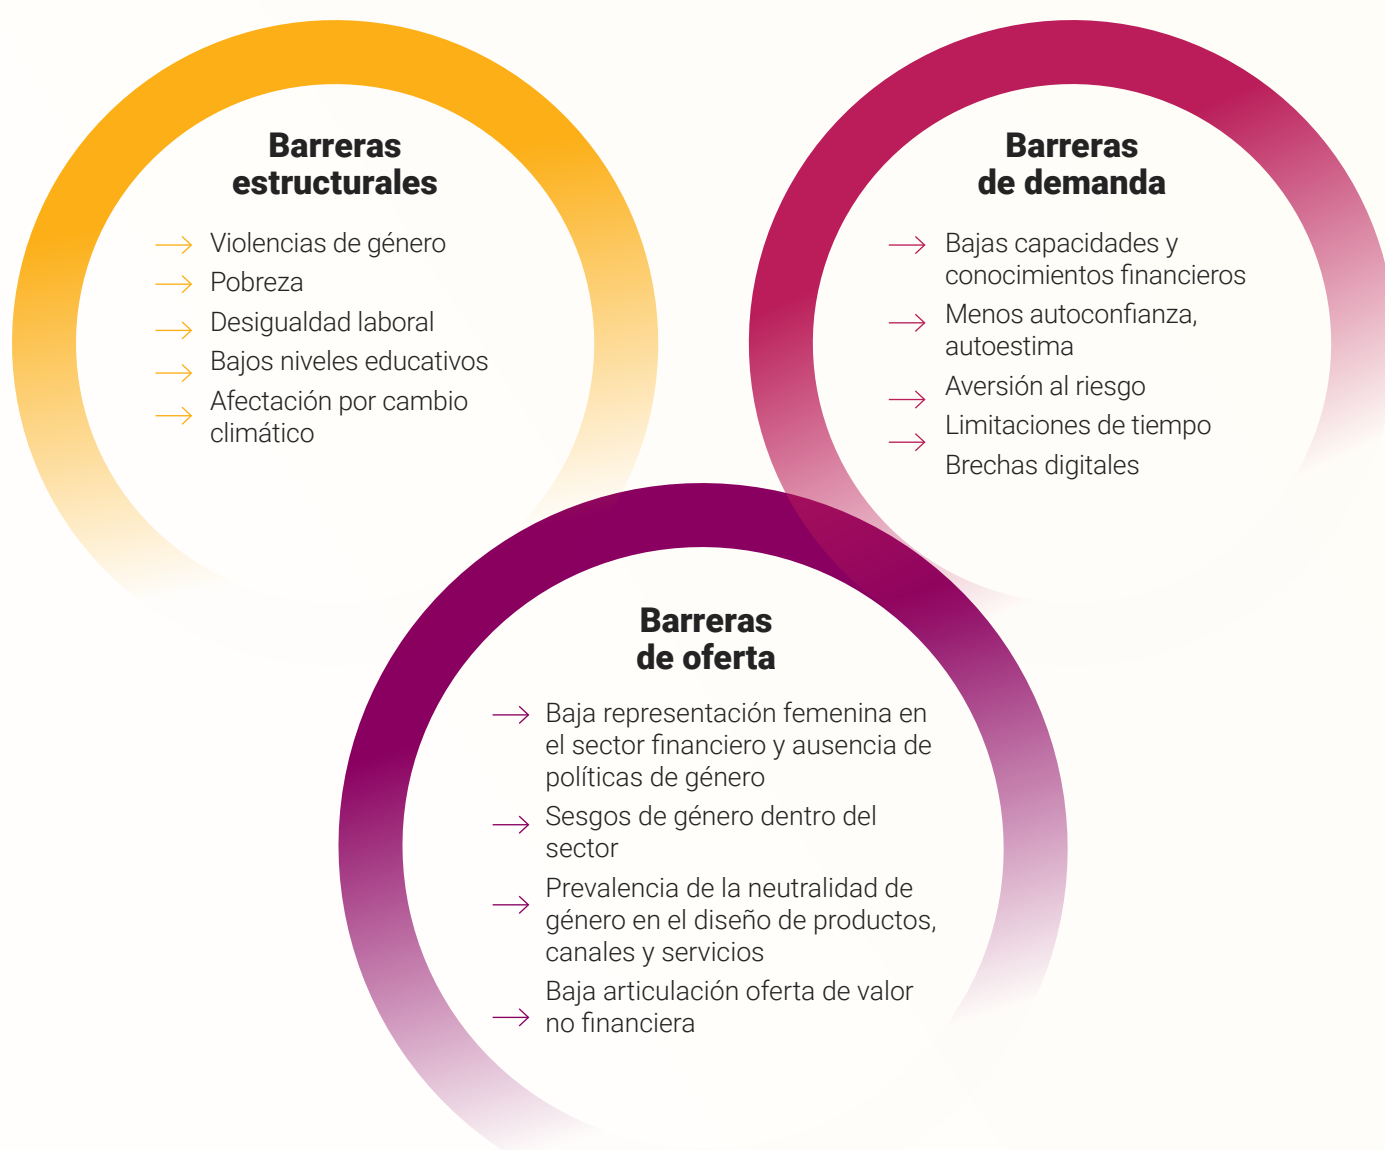 Barreras
estructurales
Violencias de género
Pobreza
Desigualdad laboral
Bajos niveles educativos
Afectación por cambio
climático
Barreras
de demanda
Bajas capacidades y
conocimientos financieros
Menos autoconfianza,
autoestima
Aversión al riesgo
Limitaciones de tiempo
Brechas digitales
Barreras
de oferta
Baja representación femenina en
el sector financiero y ausencia de
políticas de género
Sesgos de género dentro del
sector
Prevalencia de la neutralidad de
género en el diseño de productos,
canales y servicios
Baja articulación oferta de valor
no financiera